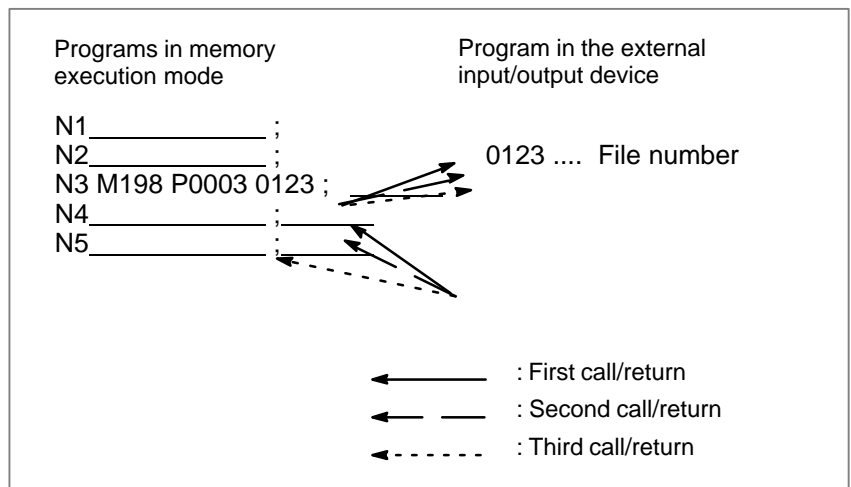 Programs in memory
execution mode
Program in the external
input/output device
N1 ;
N2 ;
N3 M198 P0003 0123 ;
N4 ;
N5 ;
0123 .... File number
: First call/return
: Second call/return
: Third call/return